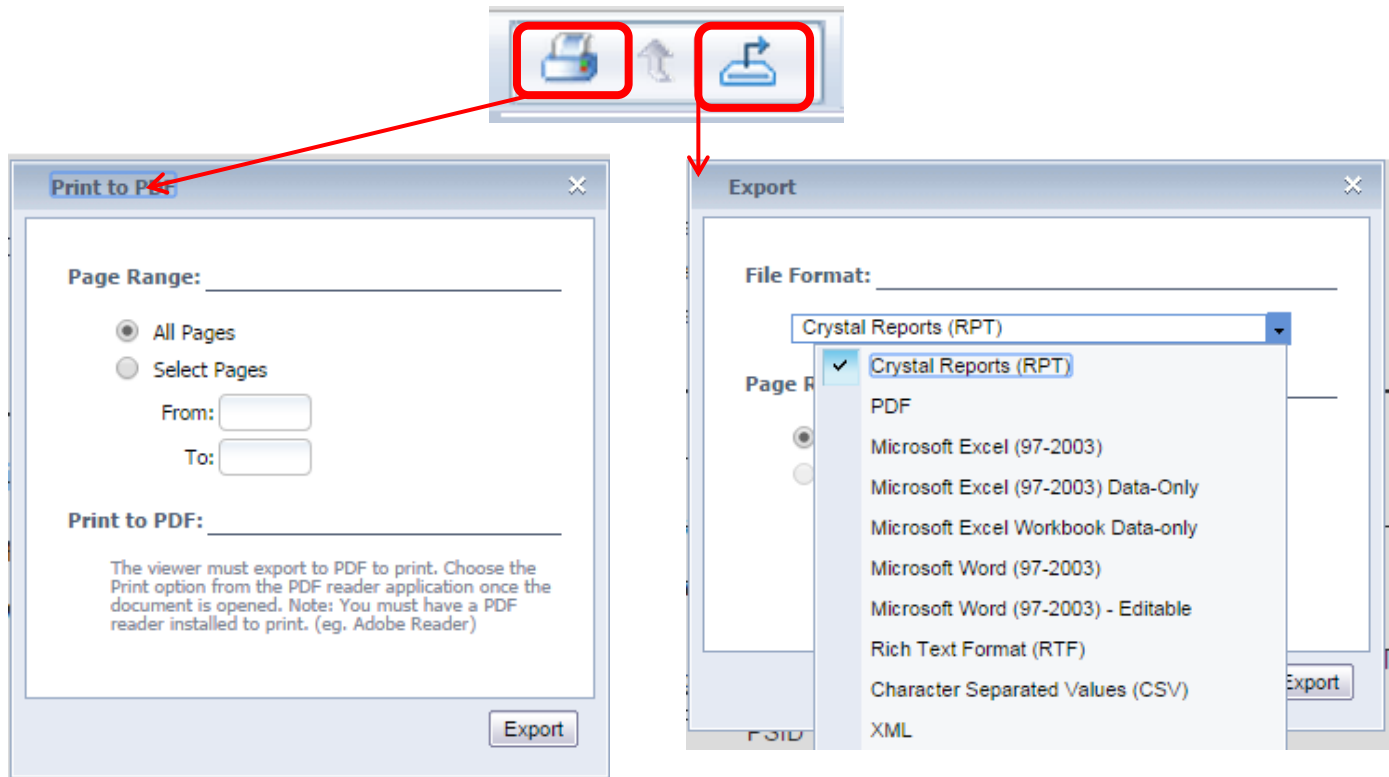 Print to PDF
Page Range:
All Pages
Select Pages
From:
To:
Print to PDF:
The viewer must export to PDF to print. Choose the
Print option from the PDF reader application once the
document is opened. Note: You must have a PDF
reader installed to print. (eg. Adobe Reader)
Export
Export
File Format:
Crystal Reports (RPT)
Crystal Reports (RPT)
Page R
PDF
Microsoft Excel (97-2003)
Microsoft Excel (97-2003) Data-Only
Microsoft Excel Workbook Data-only
Microsoft Word (97-2003)
Microsoft Word (97-2003) - Editable
Rich Text Format (RTF)
Character Separated Values (CSV)
Export
XML
PSID